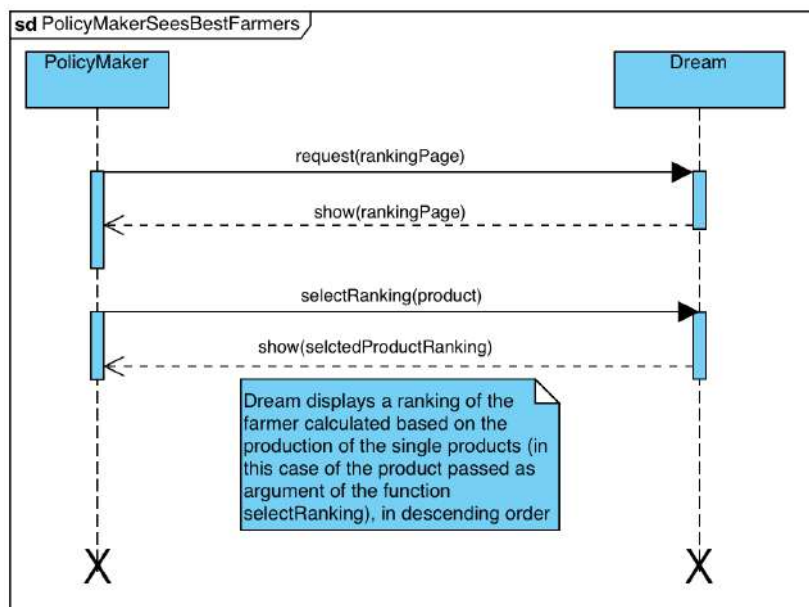 sd PolicyMakerSeesBestFarmers
PolicyMaker
Dream
request(rankingPage)
show(rankingPage)
selectRanking(product)
show(selctedProductRanking)
Dream displays a ranking of the
farmer calculated based on the
production of the single products (in
this case of the product passed as
argument of the function
selectRanking), in descending order